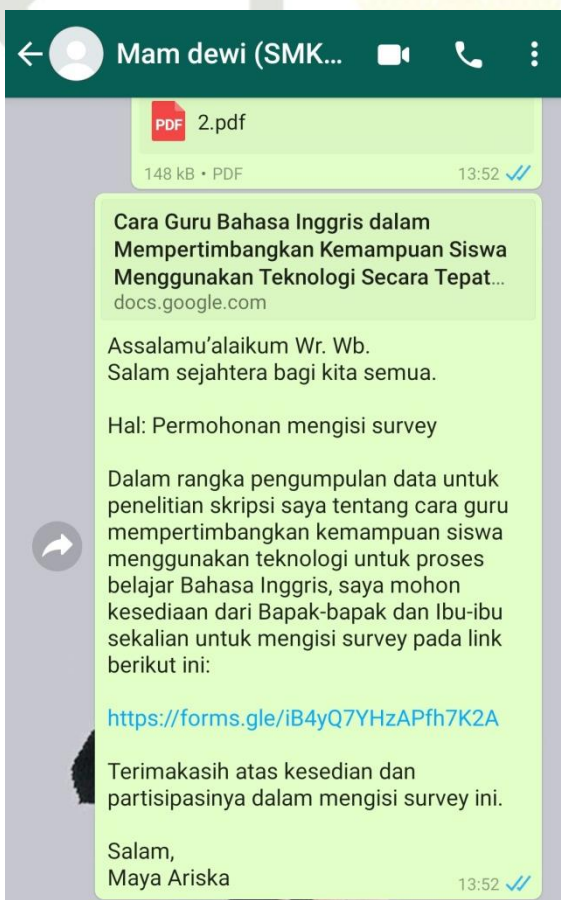 Mam dewi (SMK...
PDF 2.pdf
148 kB • PDF 13:52
Cara Guru Bahasa Inggris dalam
Mempertimbangkan Kemampuan Siswa
Menggunakan Teknologi Secara Tepat...
docs.google.com
Assalamu'alaikum Wr. Wb.
Salam sejahtera bagi kita semua.
Hal: Permohonan mengisi survey
Dalam rangka pengumpulan data untuk
penelitian skripsi saya tentang cara guru
mempertimbangkan kemampuan siswa
menggunakan teknologi untuk proses
belajar Bahasa Inggris, saya mohon
kesediaan dari Bapak-bapak dan Ibu-ibu
sekalian untuk mengisi survey pada link
berikut ini:
https://forms.gle/iB4yQ7YHzAPfh7K2A
Terimakasih atas kesedian dan
partisipasinya dalam mengisi survey ini.
Salam,
Maya Ariska 13:52